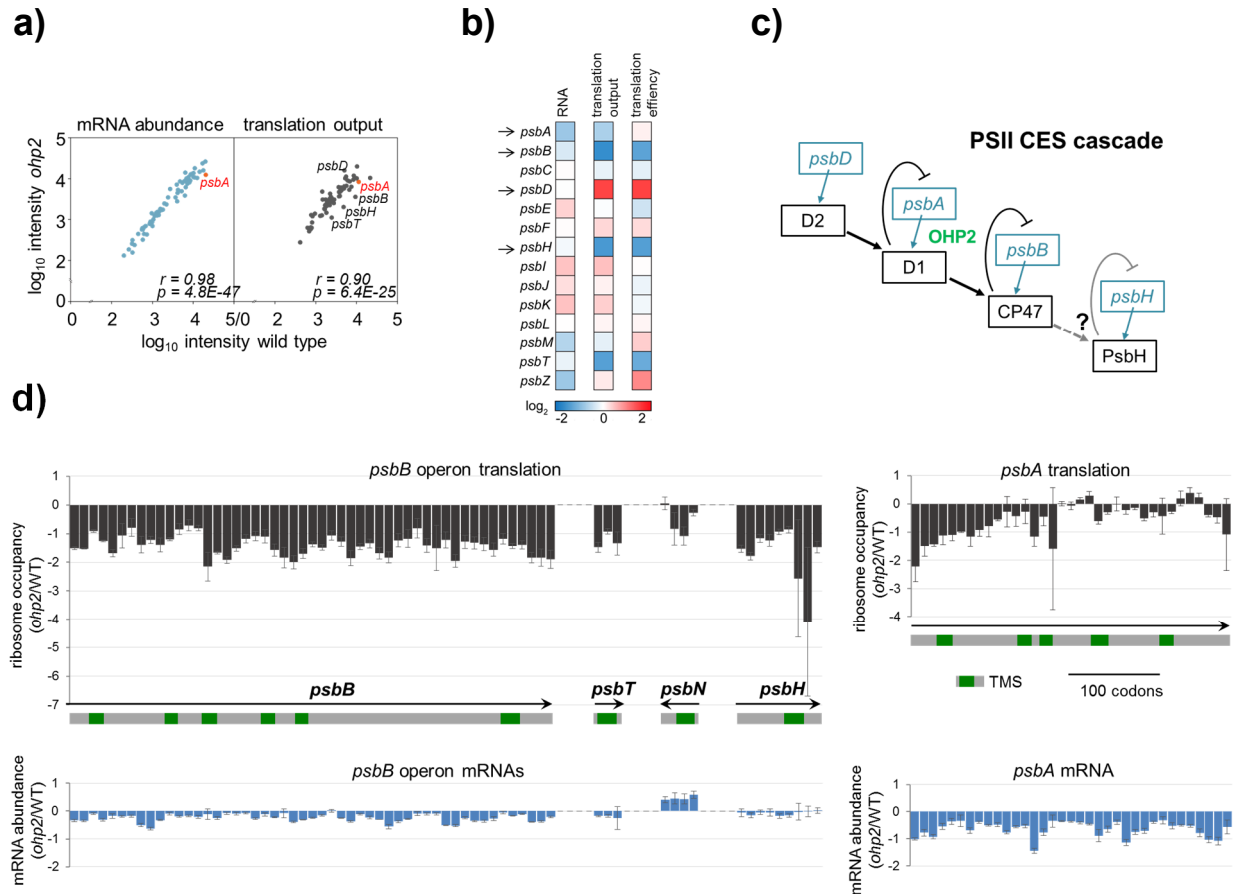 a)
mRNA abundance
translation output
log10 intensity ohp2
5
4
3
2
1
0
psbA
r = 0.98
p = 4.8E-47
psbD
psbA
psbB
psbH
psbT
r = 0.90
p = 6.4E-25
0 2 3 4 5/0 2 3 4 5
log10 intensity wild type
b)
RNA
translation output
translation effiency
psbA
psbB
psbC
psbD
psbE
psbF
psbH
psbI
psbJ
psbK
psbL
psbM
psbT
psbZ
log2
-2 0 2
c)
PSII CES cascade
psbD
D2
psbA
OHP2
D1
psbB
CP47
?
psbH
PsbH
d)
psbB operon translation
ribosome occupancy
(ohp2/WT)
1
0
-1
-2
-3
-4
-5
-6
-7
psbB
psbT
psbN
psbH
psbA translation
ribosome occupancy
(ohp2/WT)
1
0
-1
-2
-3
-4
TMS
100 codons
psbB operon mRNAs
mRNA abundance
(ohp2/WT)
1
0
-1
-2
psbA mRNA
mRNA abundance
(ohp2/WT)
1
0
-1
-2